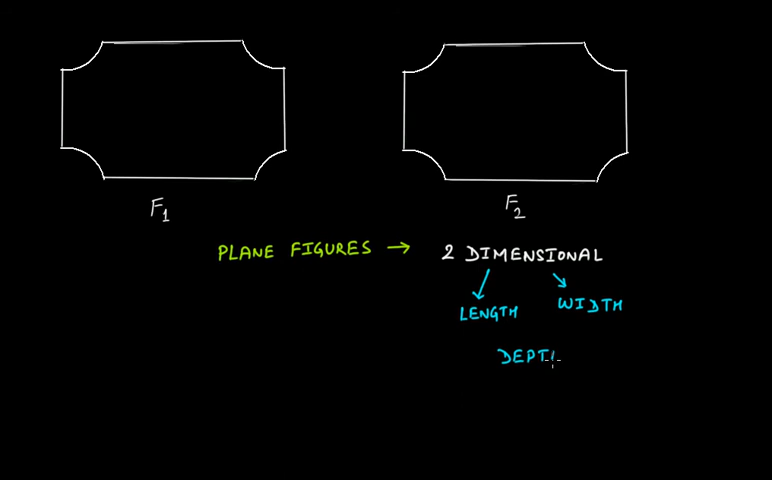 F1 F2
PLANE FIGURES → 2 DIMENSIONAL
LENGTH WIDTH
DEPT